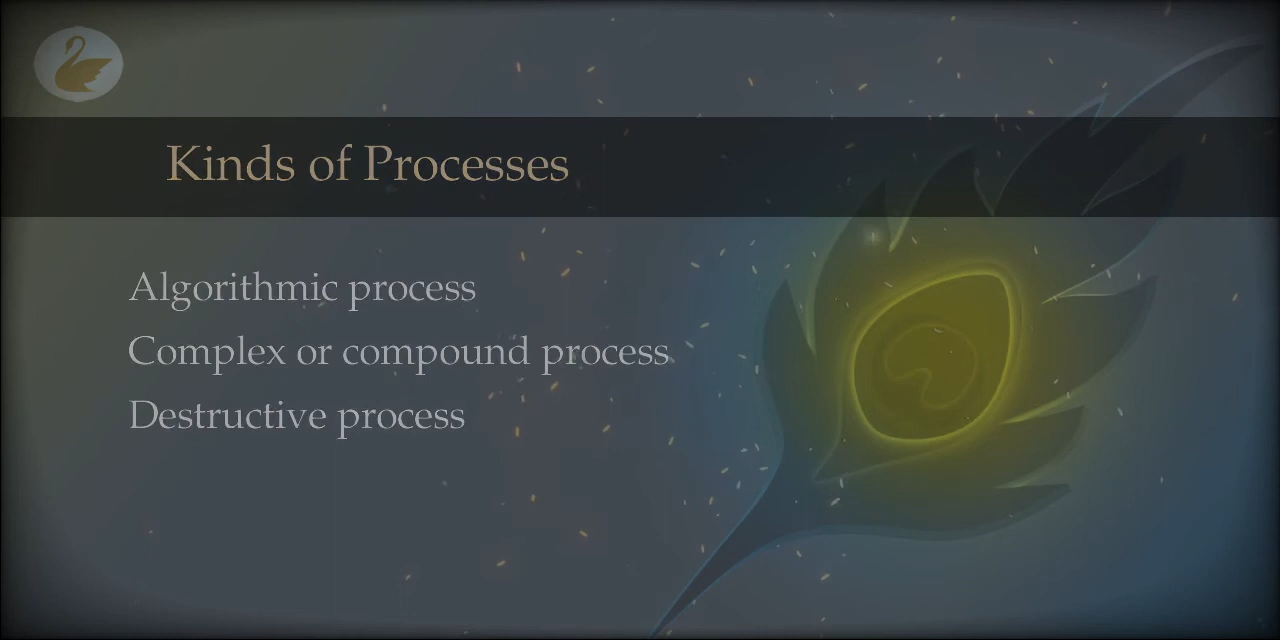 Kinds of Processes
Algorithmic process
Complex or compound process
Destructive process